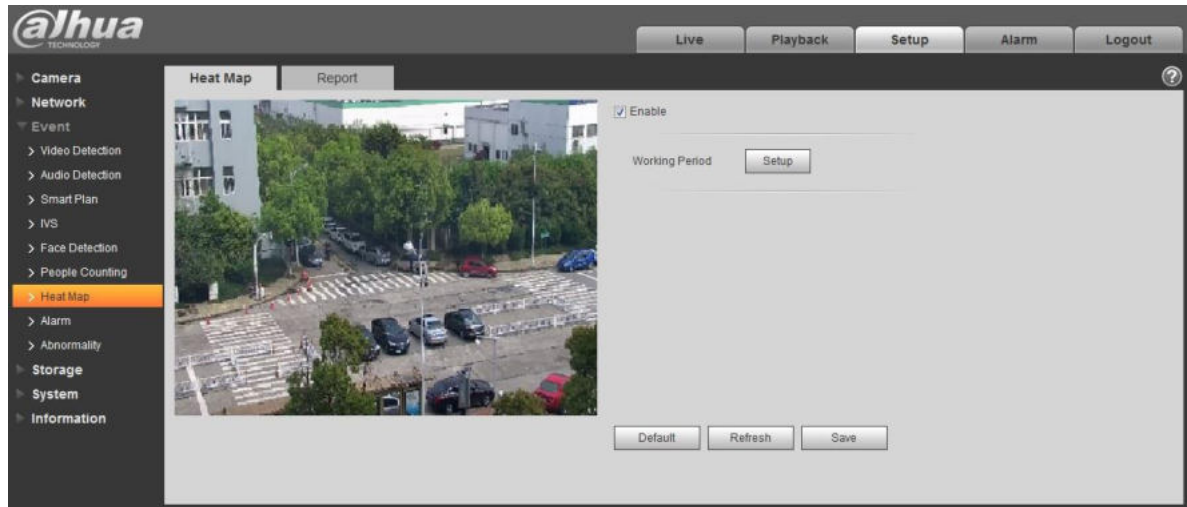 alhua
TECHNOLOGY
Live Playback Setup Alarm Logout
Camera
Network
Event
Video Detection
Audio Detection
Smart Plan
IVS
Face Detection
People Counting
Heat Map
Alarm
Abnormality
Storage
System
Information
Heat Map Report
?
Enable
Working Period Setup
Default Refresh Save